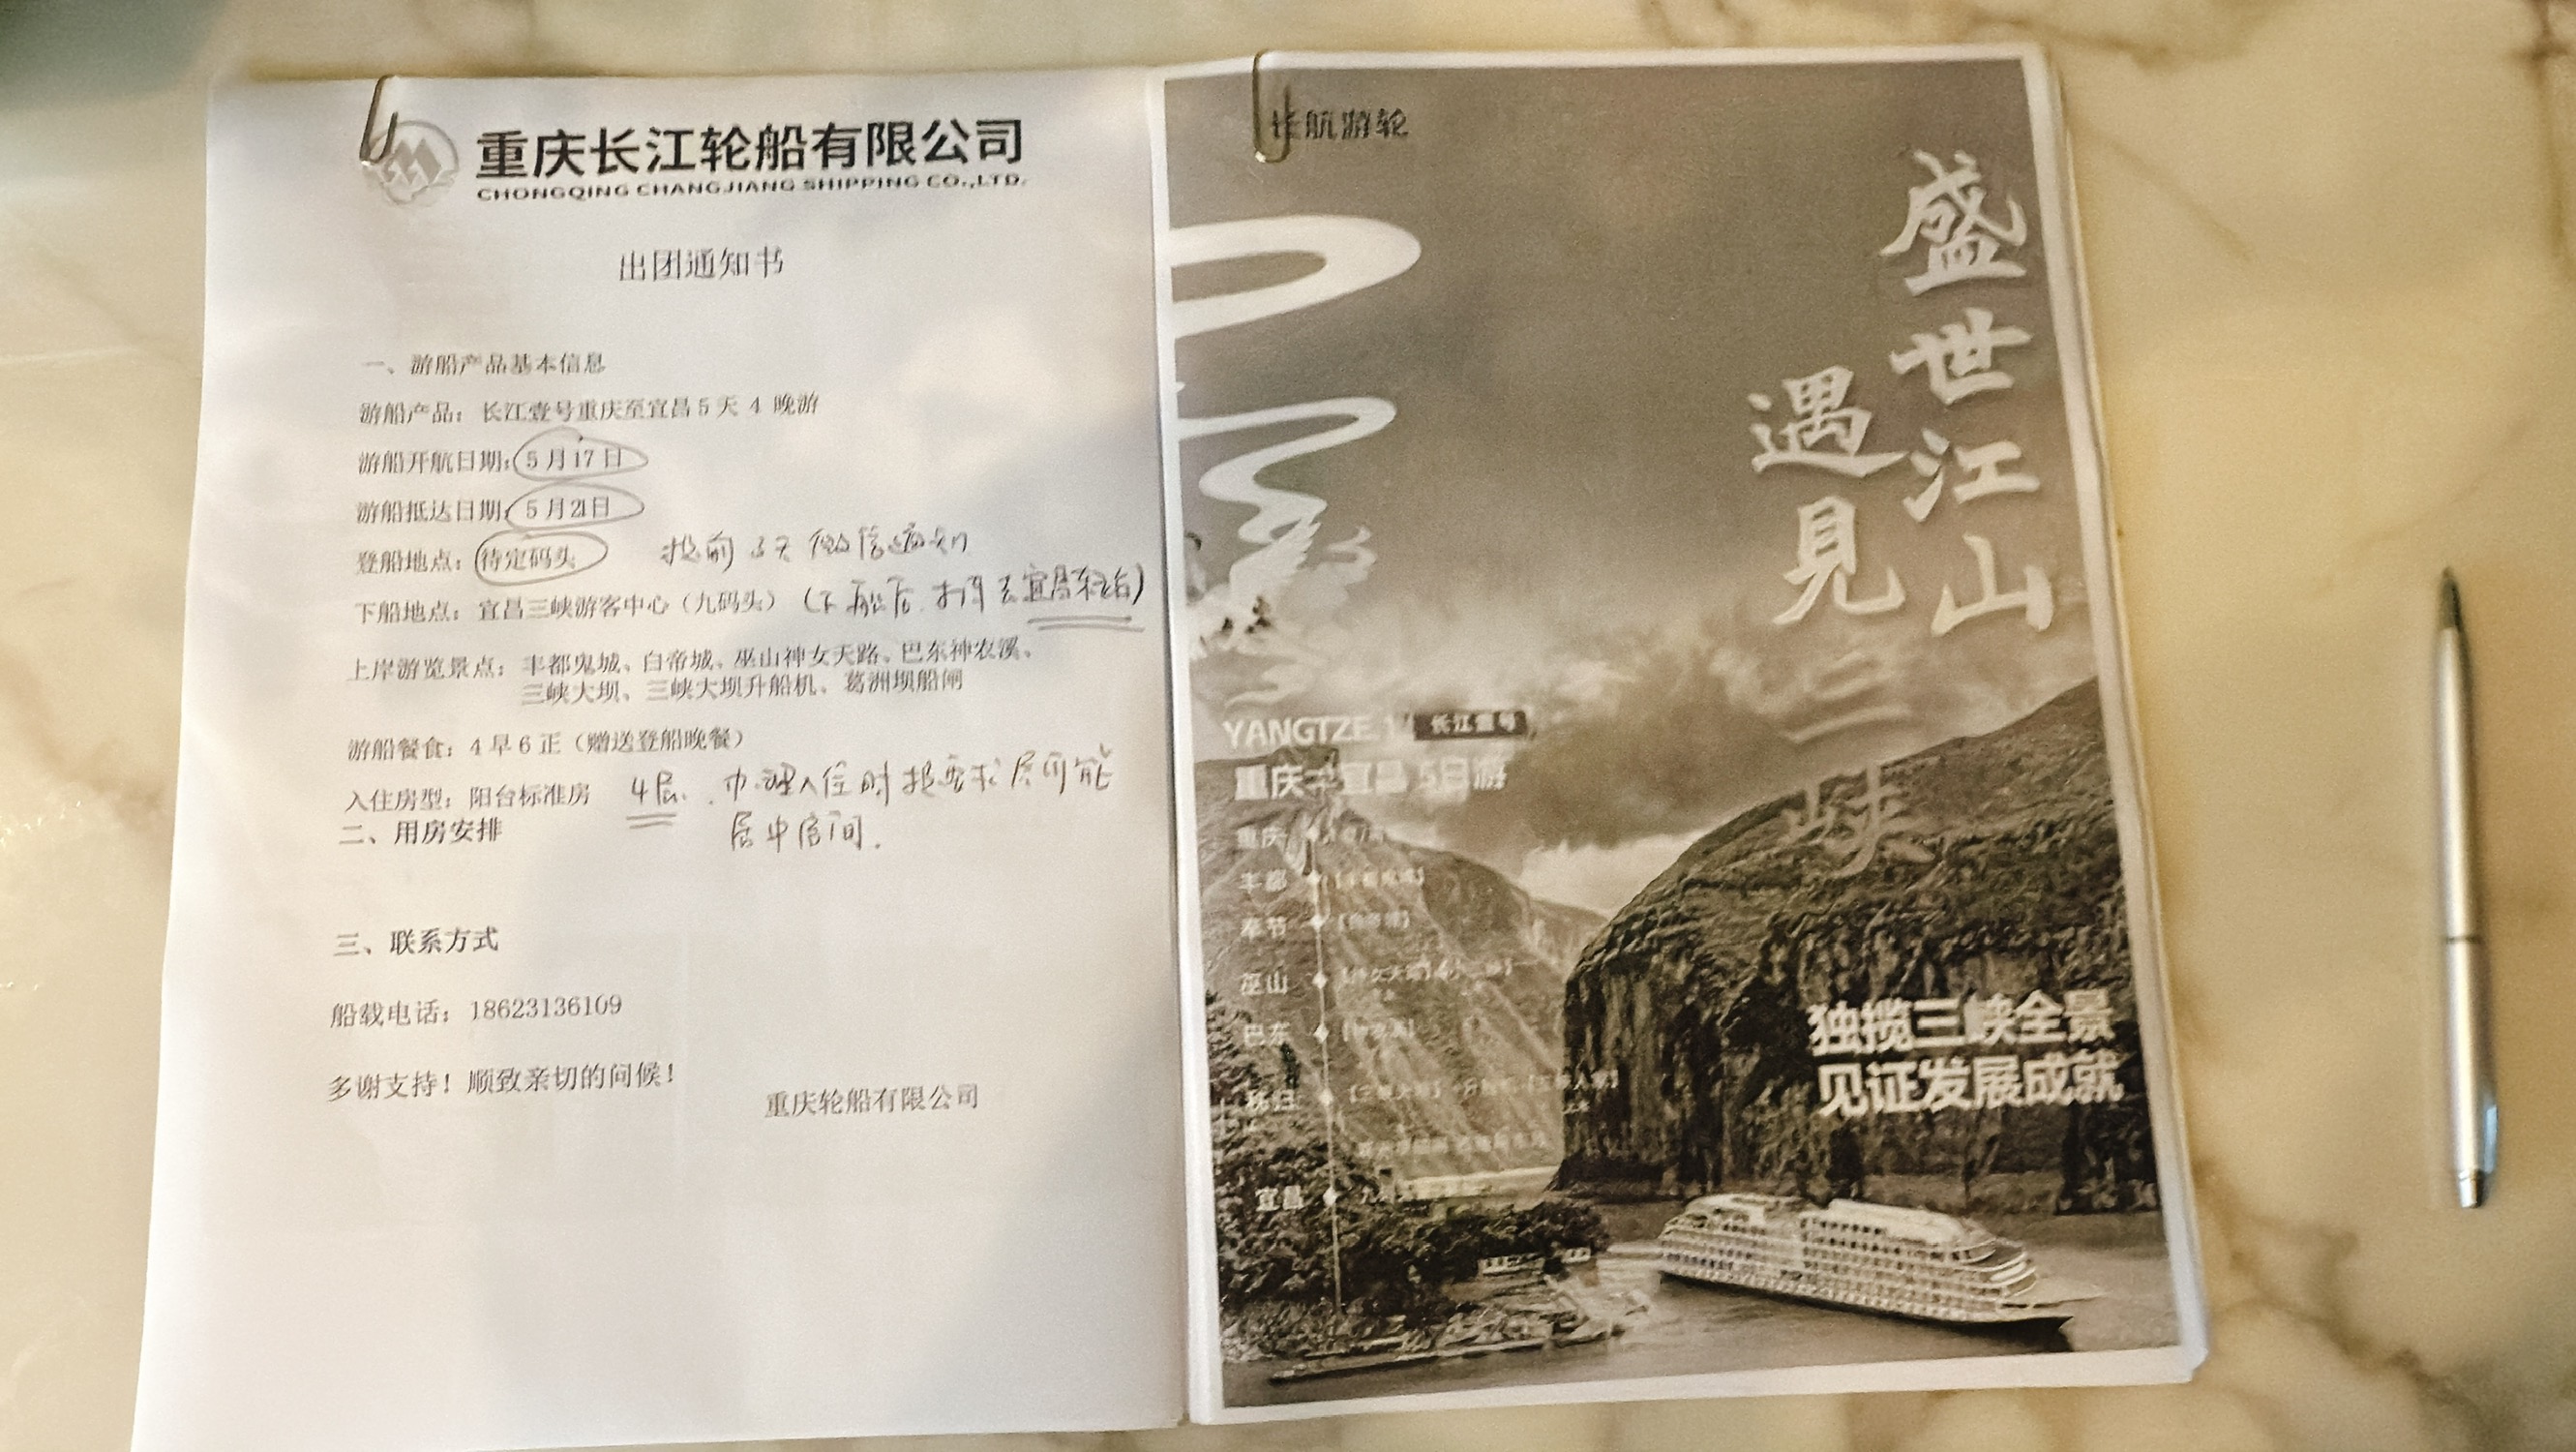 重庆长江轮船有限公司
CHONGQING CHANGJIANG SHIPPING CO.,LTD.
出团通知书
一、游船产品基本信息
游船产品：长江壹号重庆至宜昌5天4晚游
游船开航日期：5月17日
游船抵达日期：5月21日
登船地点：待定码头 提前3天微信通知
下船地点：宜昌三峡游客中心（九码头）（下船后打车去宜昌东站）
上岸游览景点：丰都鬼城、白帝城、巫山神女天路、巴东神农溪、
三峡大坝、三峡大坝升船机、葛洲坝船闸
游船餐食：4早6正（赠送登船晚餐）
入住房型：阳台标准房 4层. 办理入住时 要求尽可能
居中房间.
二、用房安排
三、联系方式
船载电话：18623136109
多谢支持！顺致亲切的问候！
重庆轮船有限公司
长航游轮
盛世江山
遇見三峡
YANGTZE 1 长江壹号
重庆 宜昌 5日游
重庆
丰都
奉节
巫山
巴东
秭归
宜昌
独揽三峡全景
见证发展成就